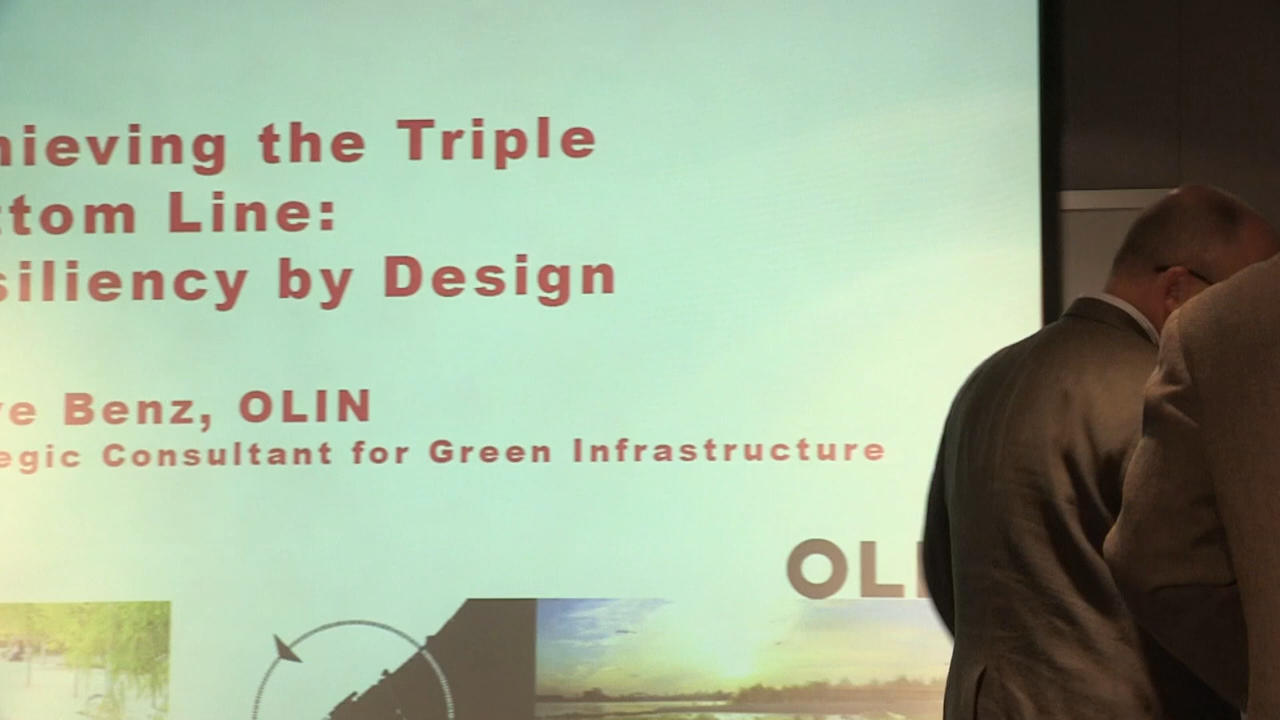 hieving the Triple
ttom Line:
siliency by Design
ve Benz, OLIN
egic Consultant for Green Infrastructure
OLI